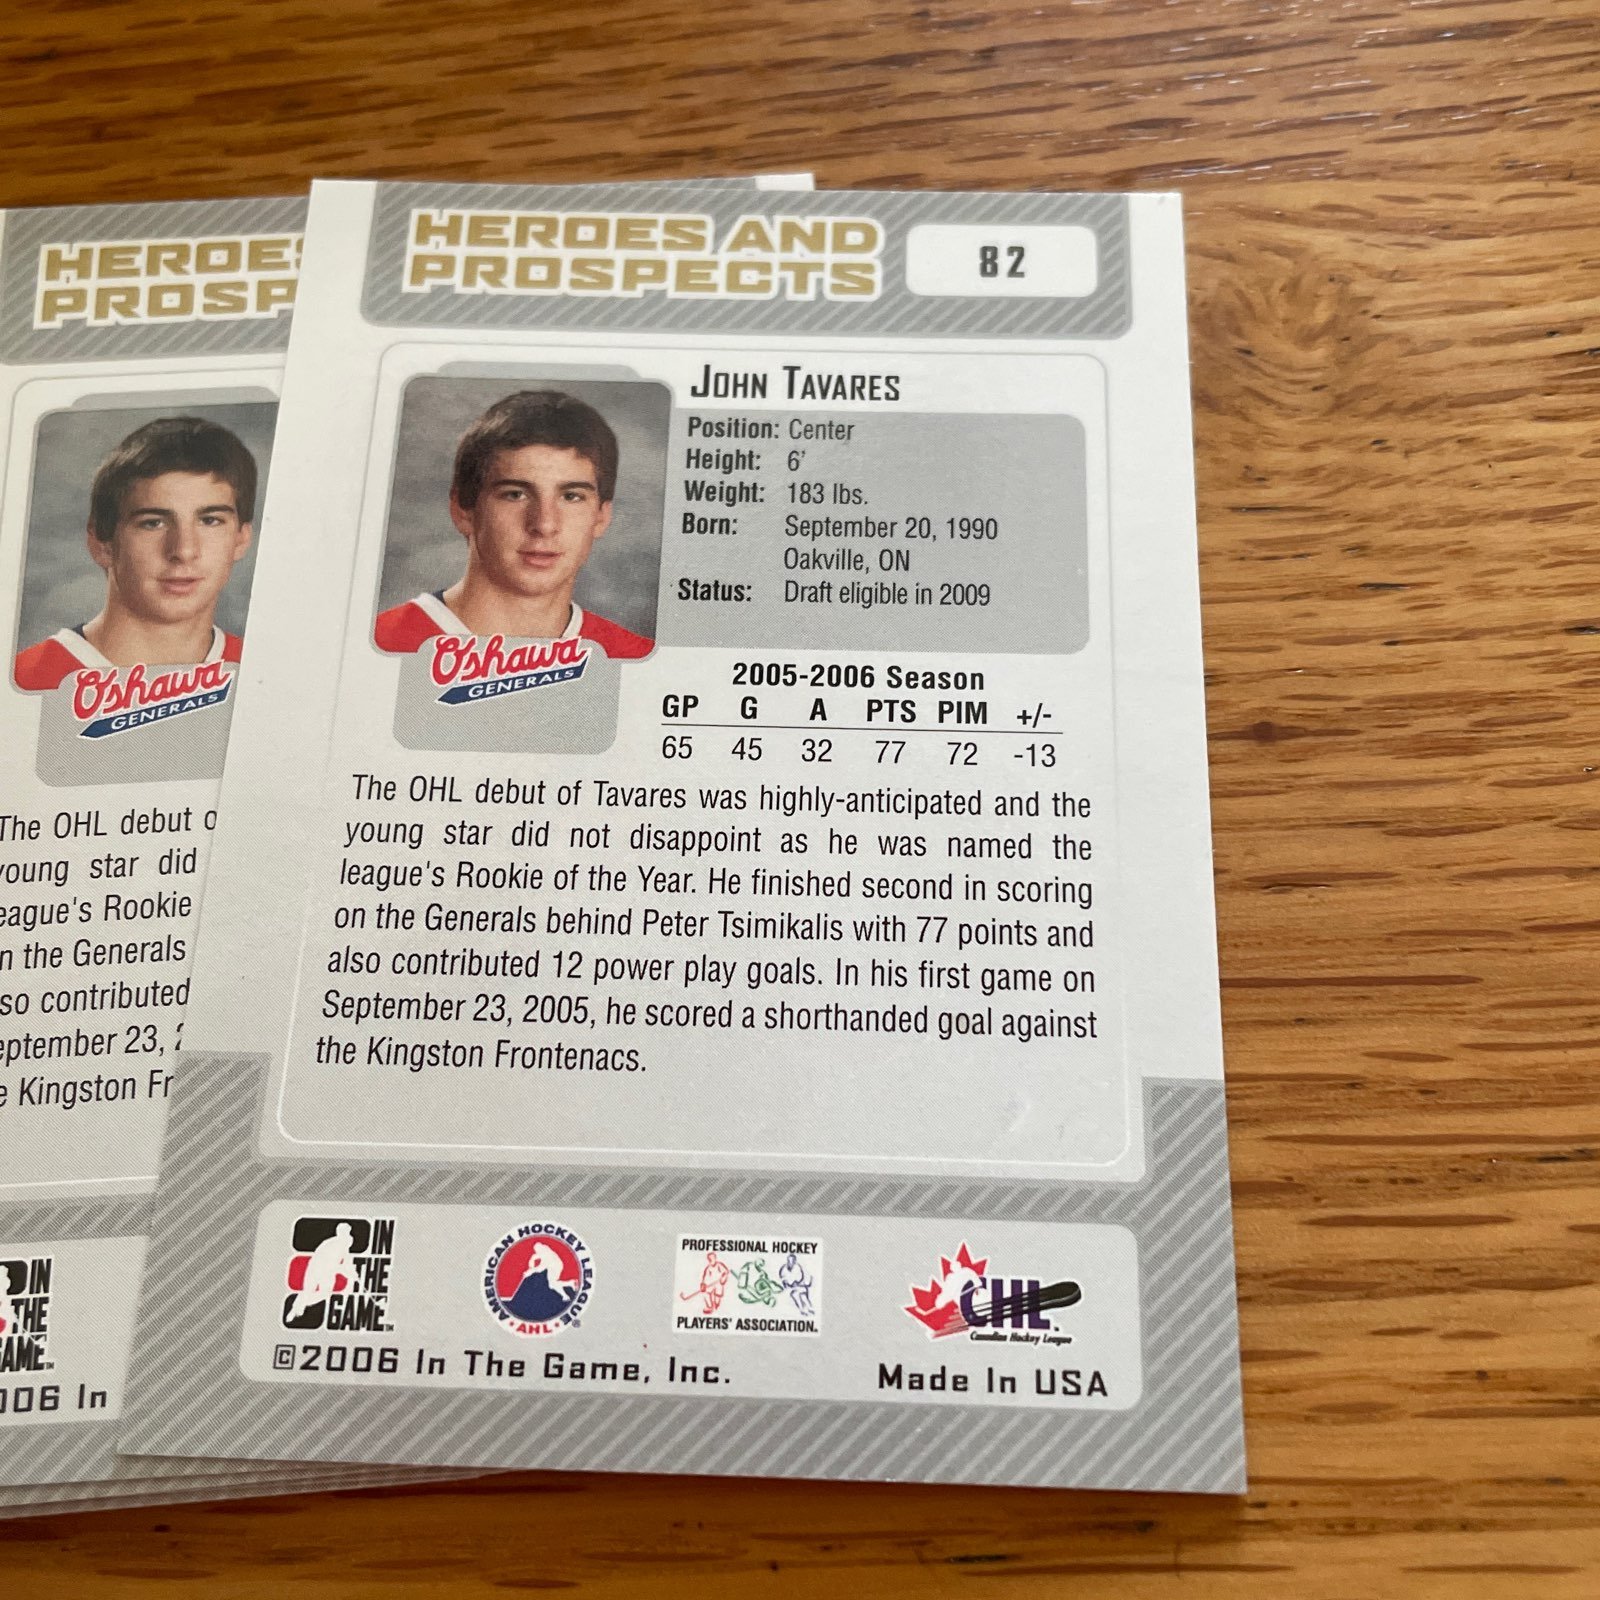 HEROES AND
PROSPECTS
82
JOHN TAVARES
Position: Center
Height: 6'
Weight: 183 lbs.
Born: September 20, 1990
Oakville, ON
Status: Draft eligible in 2009
Oshawa
GENERALS
2005-2006 Season
GP G A PTS PIM +/-
65 45 32 77 72 -13
The OHL debut of Tavares was highly-anticipated and the
young star did not disappoint as he was named the
league's Rookie of the Year. He finished second in scoring
on the Generals behind Peter Tsimikalis with 77 points and
also contributed 12 power play goals. In his first game on
September 23, 2005, he scored a shorthanded goal against
the Kingston Frontenacs.
IN
THE
GAME™
AMERICAN HOCKEY LEAGUE
AHL
PROFESSIONAL HOCKEY
PLAYERS' ASSOCIATION
CHL
Canadian Hockey League
©2006 In The Game, Inc.
Made In USA
HEROES
PROSP
Oshawa
GENERALS
The OHL debut o
young star did
eague's Rookie
n the Generals
so contributed
eptember 23,
e Kingston Fr
IN
THE
AME™
006 In